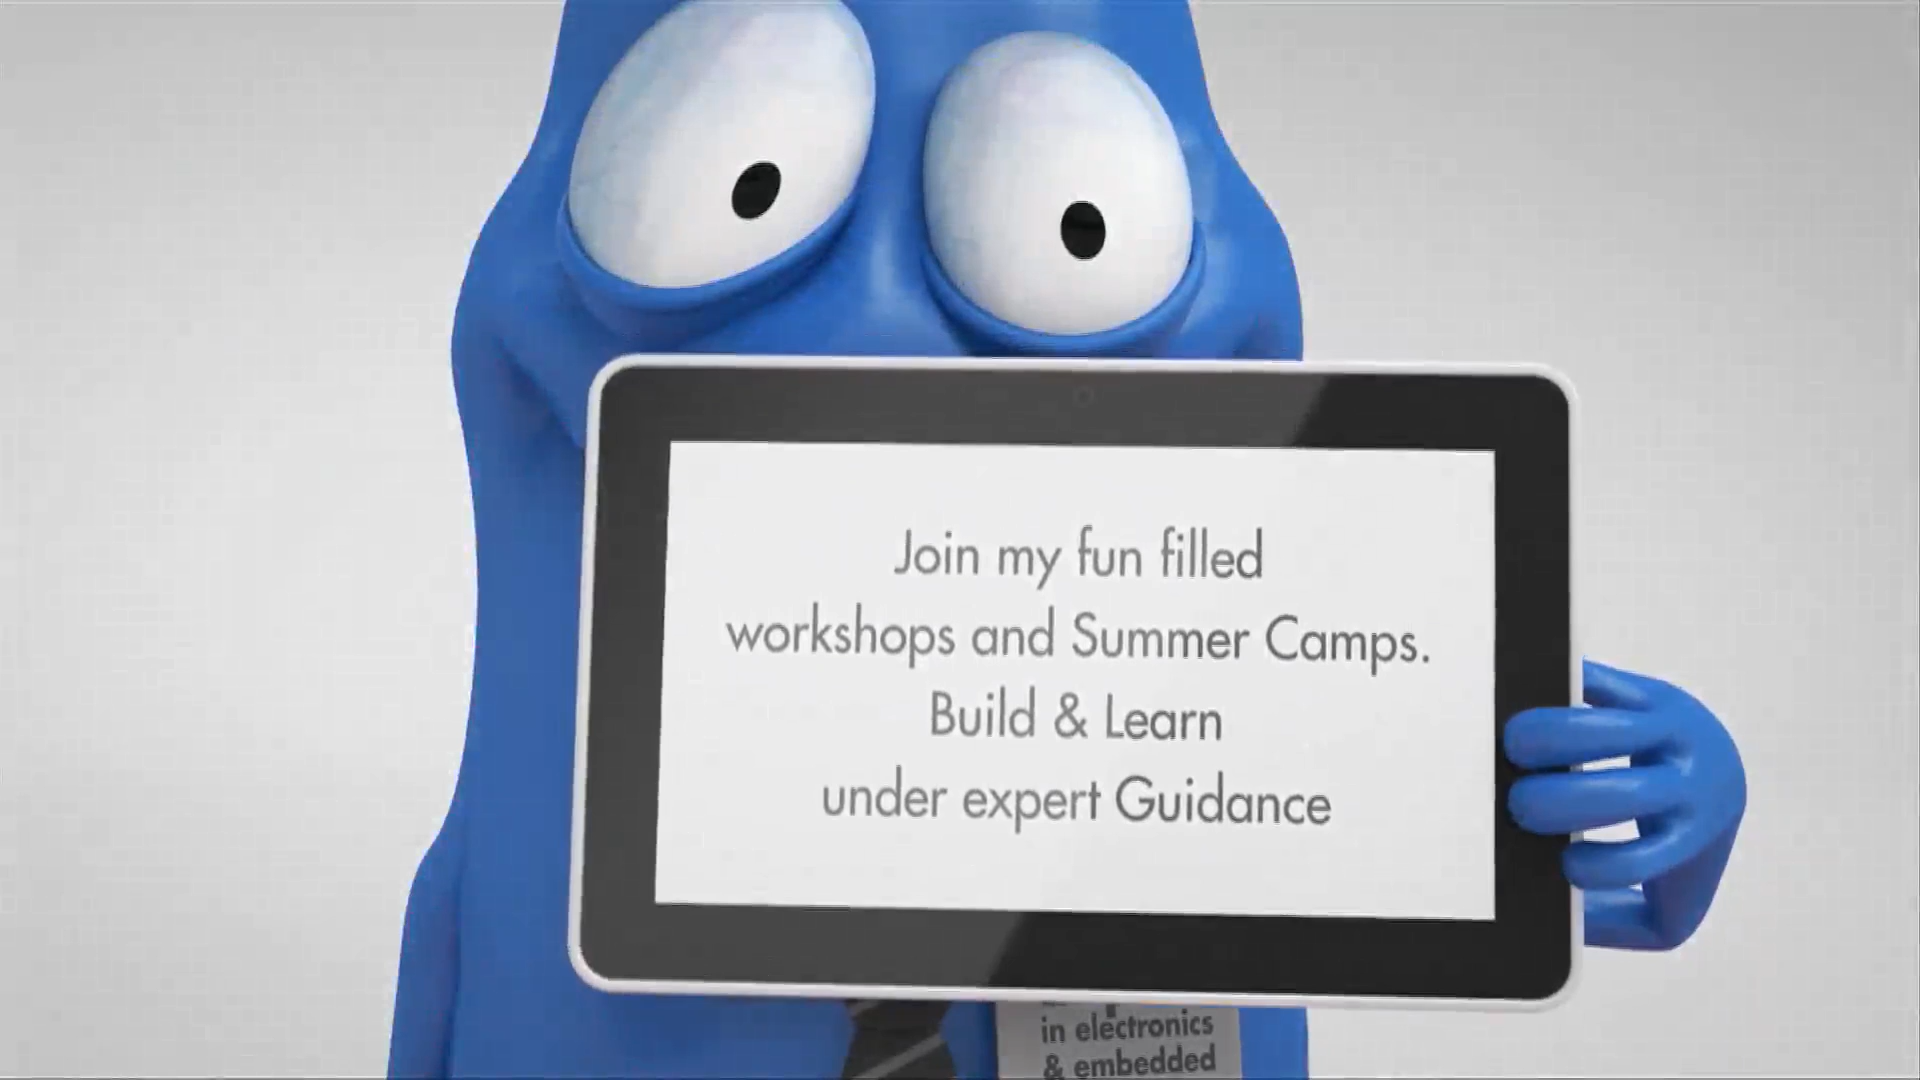 Join my fun filled
workshops and Summer Camps.
Build & Learn
under expert Guidance
in electronics
& embedded